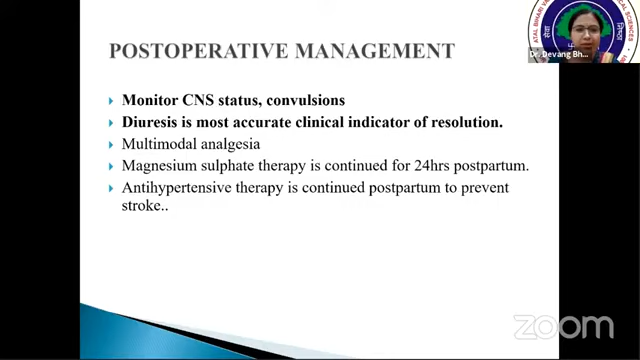 POSTOPERATIVE MANAGEMENT
Monitor CNS status, convulsions
Diuresis is most accurate clinical indicator of resolution.
Multimodal analgesia
Magnesium sulphate therapy is continued for 24hrs postpartum.
Antihypertensive therapy is continued postpartum to prevent
stroke..
Dr. Devang Bh...
zoom